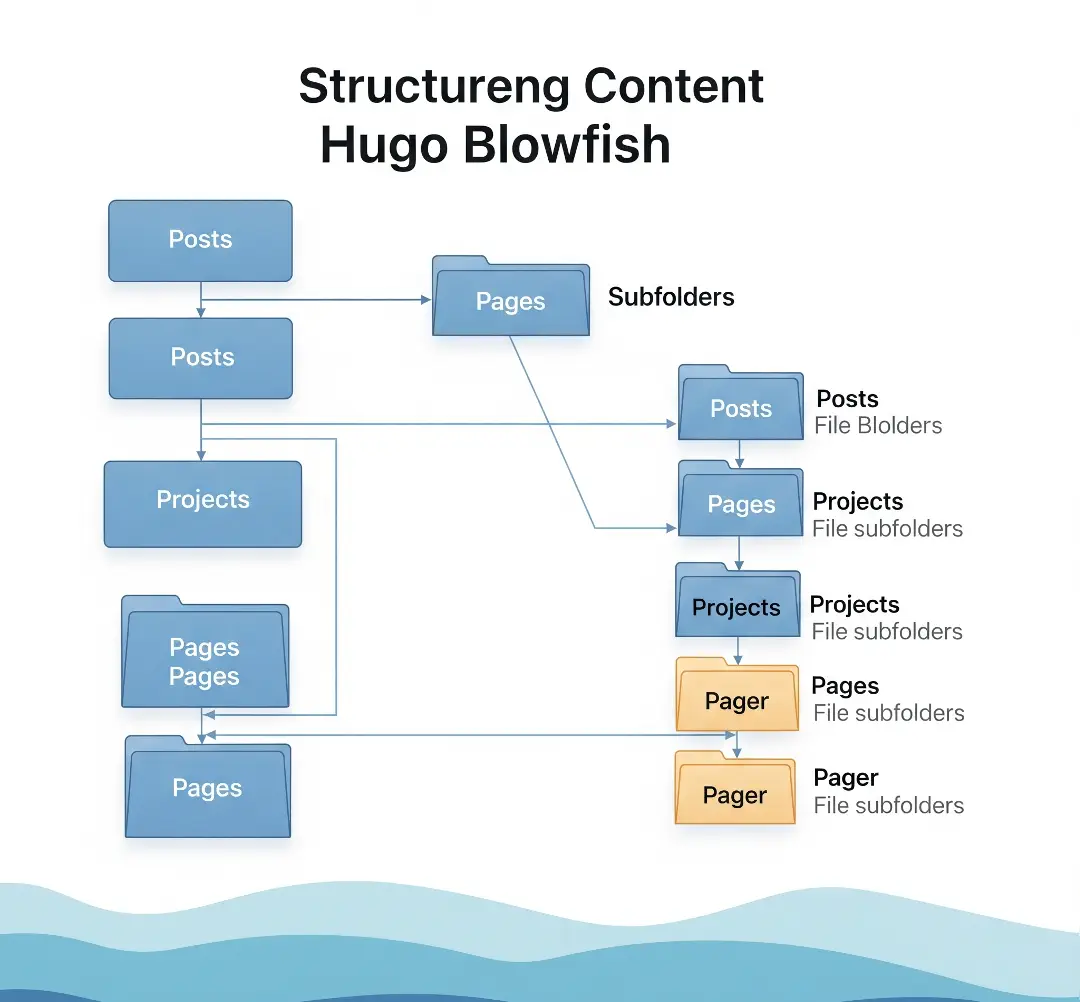 Structureng Content
Hugo Blowfish
Posts
Pages
Subfolders
Posts
Posts
Posts
File Blolders
Projects
Pages
Projects
File subfolders
Projects
Projects
File subfolders
Pages
Pages
Pager
Pages
File subfolders
Pages
Pager
Pager
File subfolders